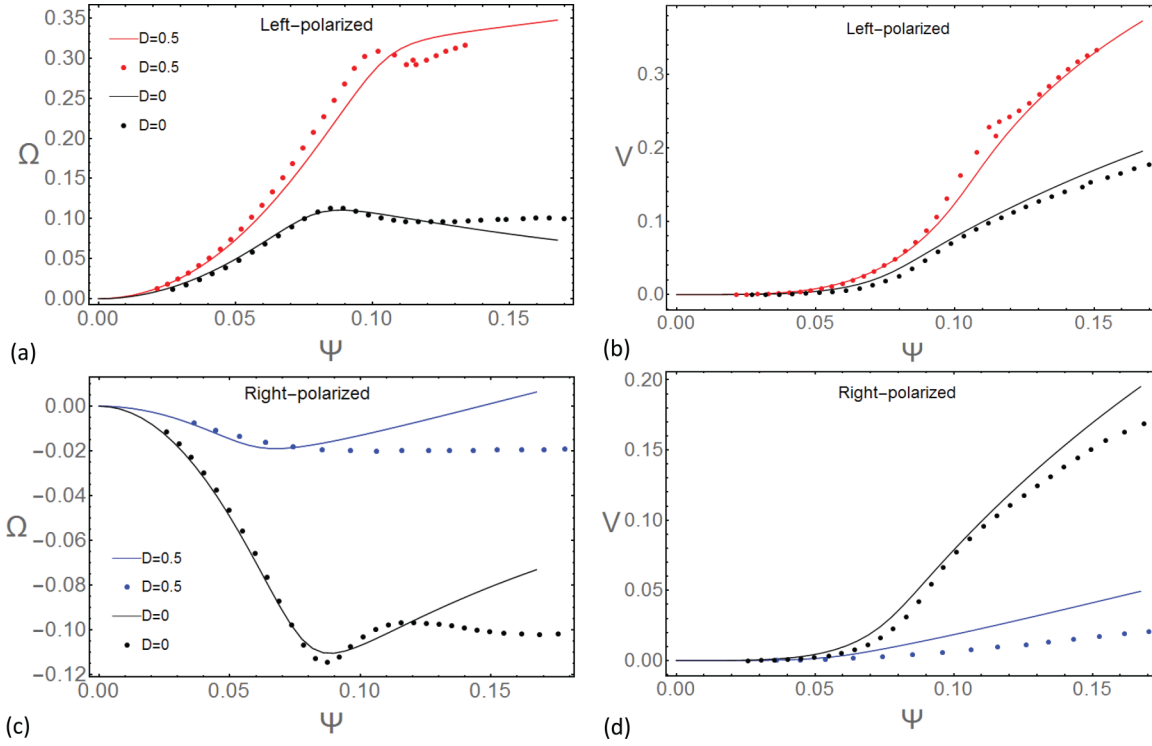 Left-polarized
D=0.5
D=0.5
D=0
D=0
Ω
0.35
0.30
0.25
0.20
0.15
0.10
0.05
0.00
0.00
0.05
0.10
0.15
Ψ
(a)
Left-polarized
V
0.3
0.2
0.1
0.0
0.00
0.05
0.10
0.15
Ψ
(b)
Right-polarized
Ω
0.00
−0.02
−0.04
−0.06
−0.08
−0.10
−0.12
D=0.5
D=0.5
D=0
D=0
0.00
0.05
0.10
0.15
Ψ
(c)
Right-polarized
V
0.20
0.15
0.10
0.05
0.00
0.00
0.05
0.10
0.15
Ψ
(d)